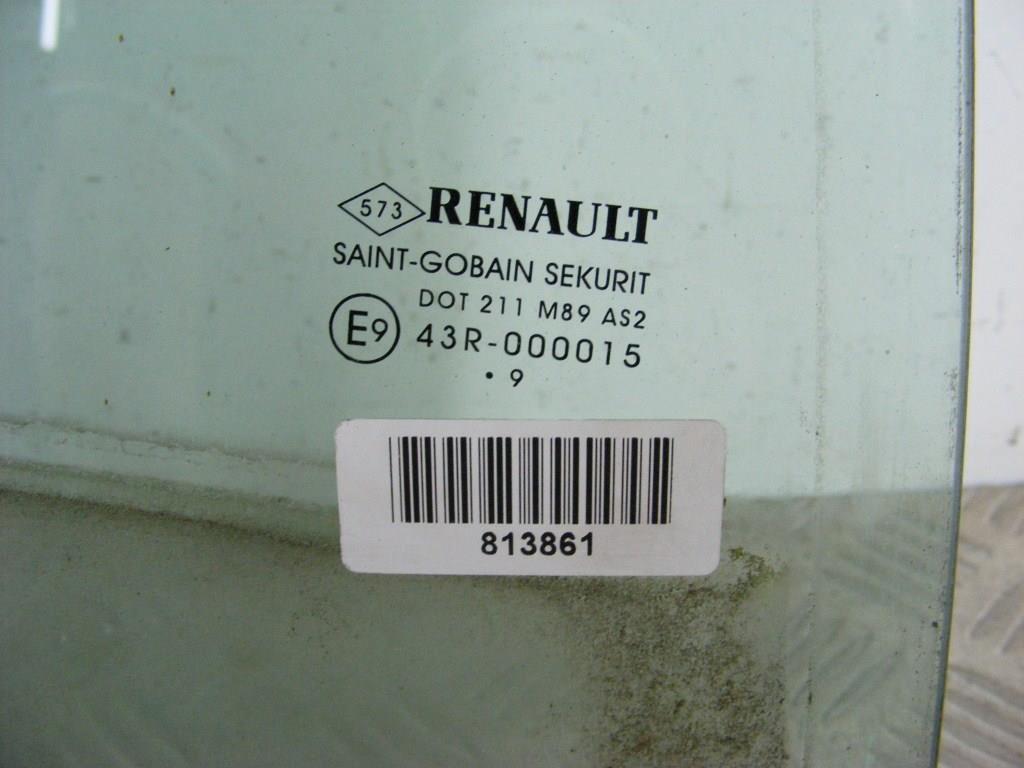 573 RENAULT
SAINT-GOBAIN SEKURIT
DOT 211 M89 AS2
E9 43R-000015
• 9
813861